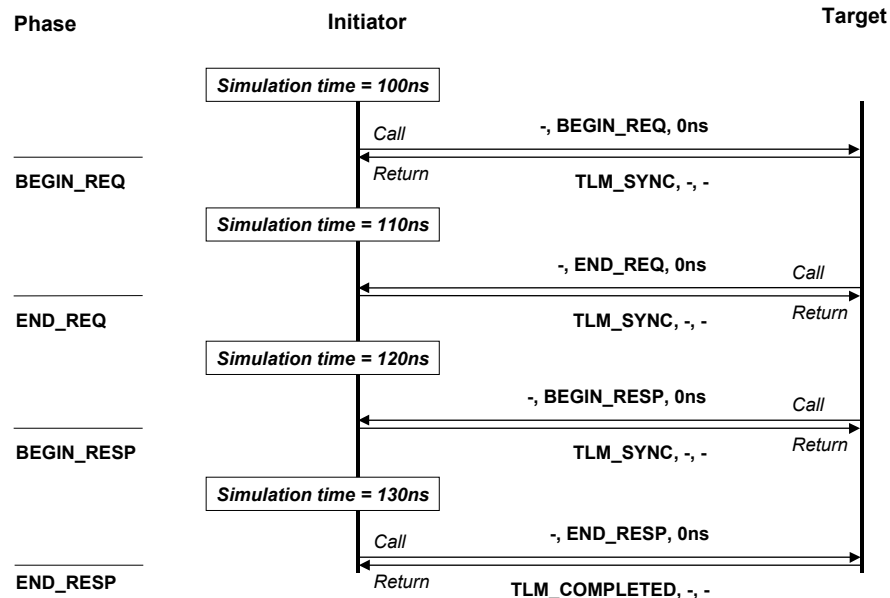 Phase Initiator Target
Simulation time = 100ns
Call -, BEGIN_REQ, 0ns
BEGIN_REQ Return TLM_SYNC, -, -
Simulation time = 110ns
-, END_REQ, 0ns Call
END_REQ TLM_SYNC, -, - Return
Simulation time = 120ns
-, BEGIN_RESP, 0ns Call
BEGIN_RESP TLM_SYNC, -, - Return
Simulation time = 130ns
Call -, END_RESP, 0ns
END_RESP Return TLM_COMPLETED, -, -